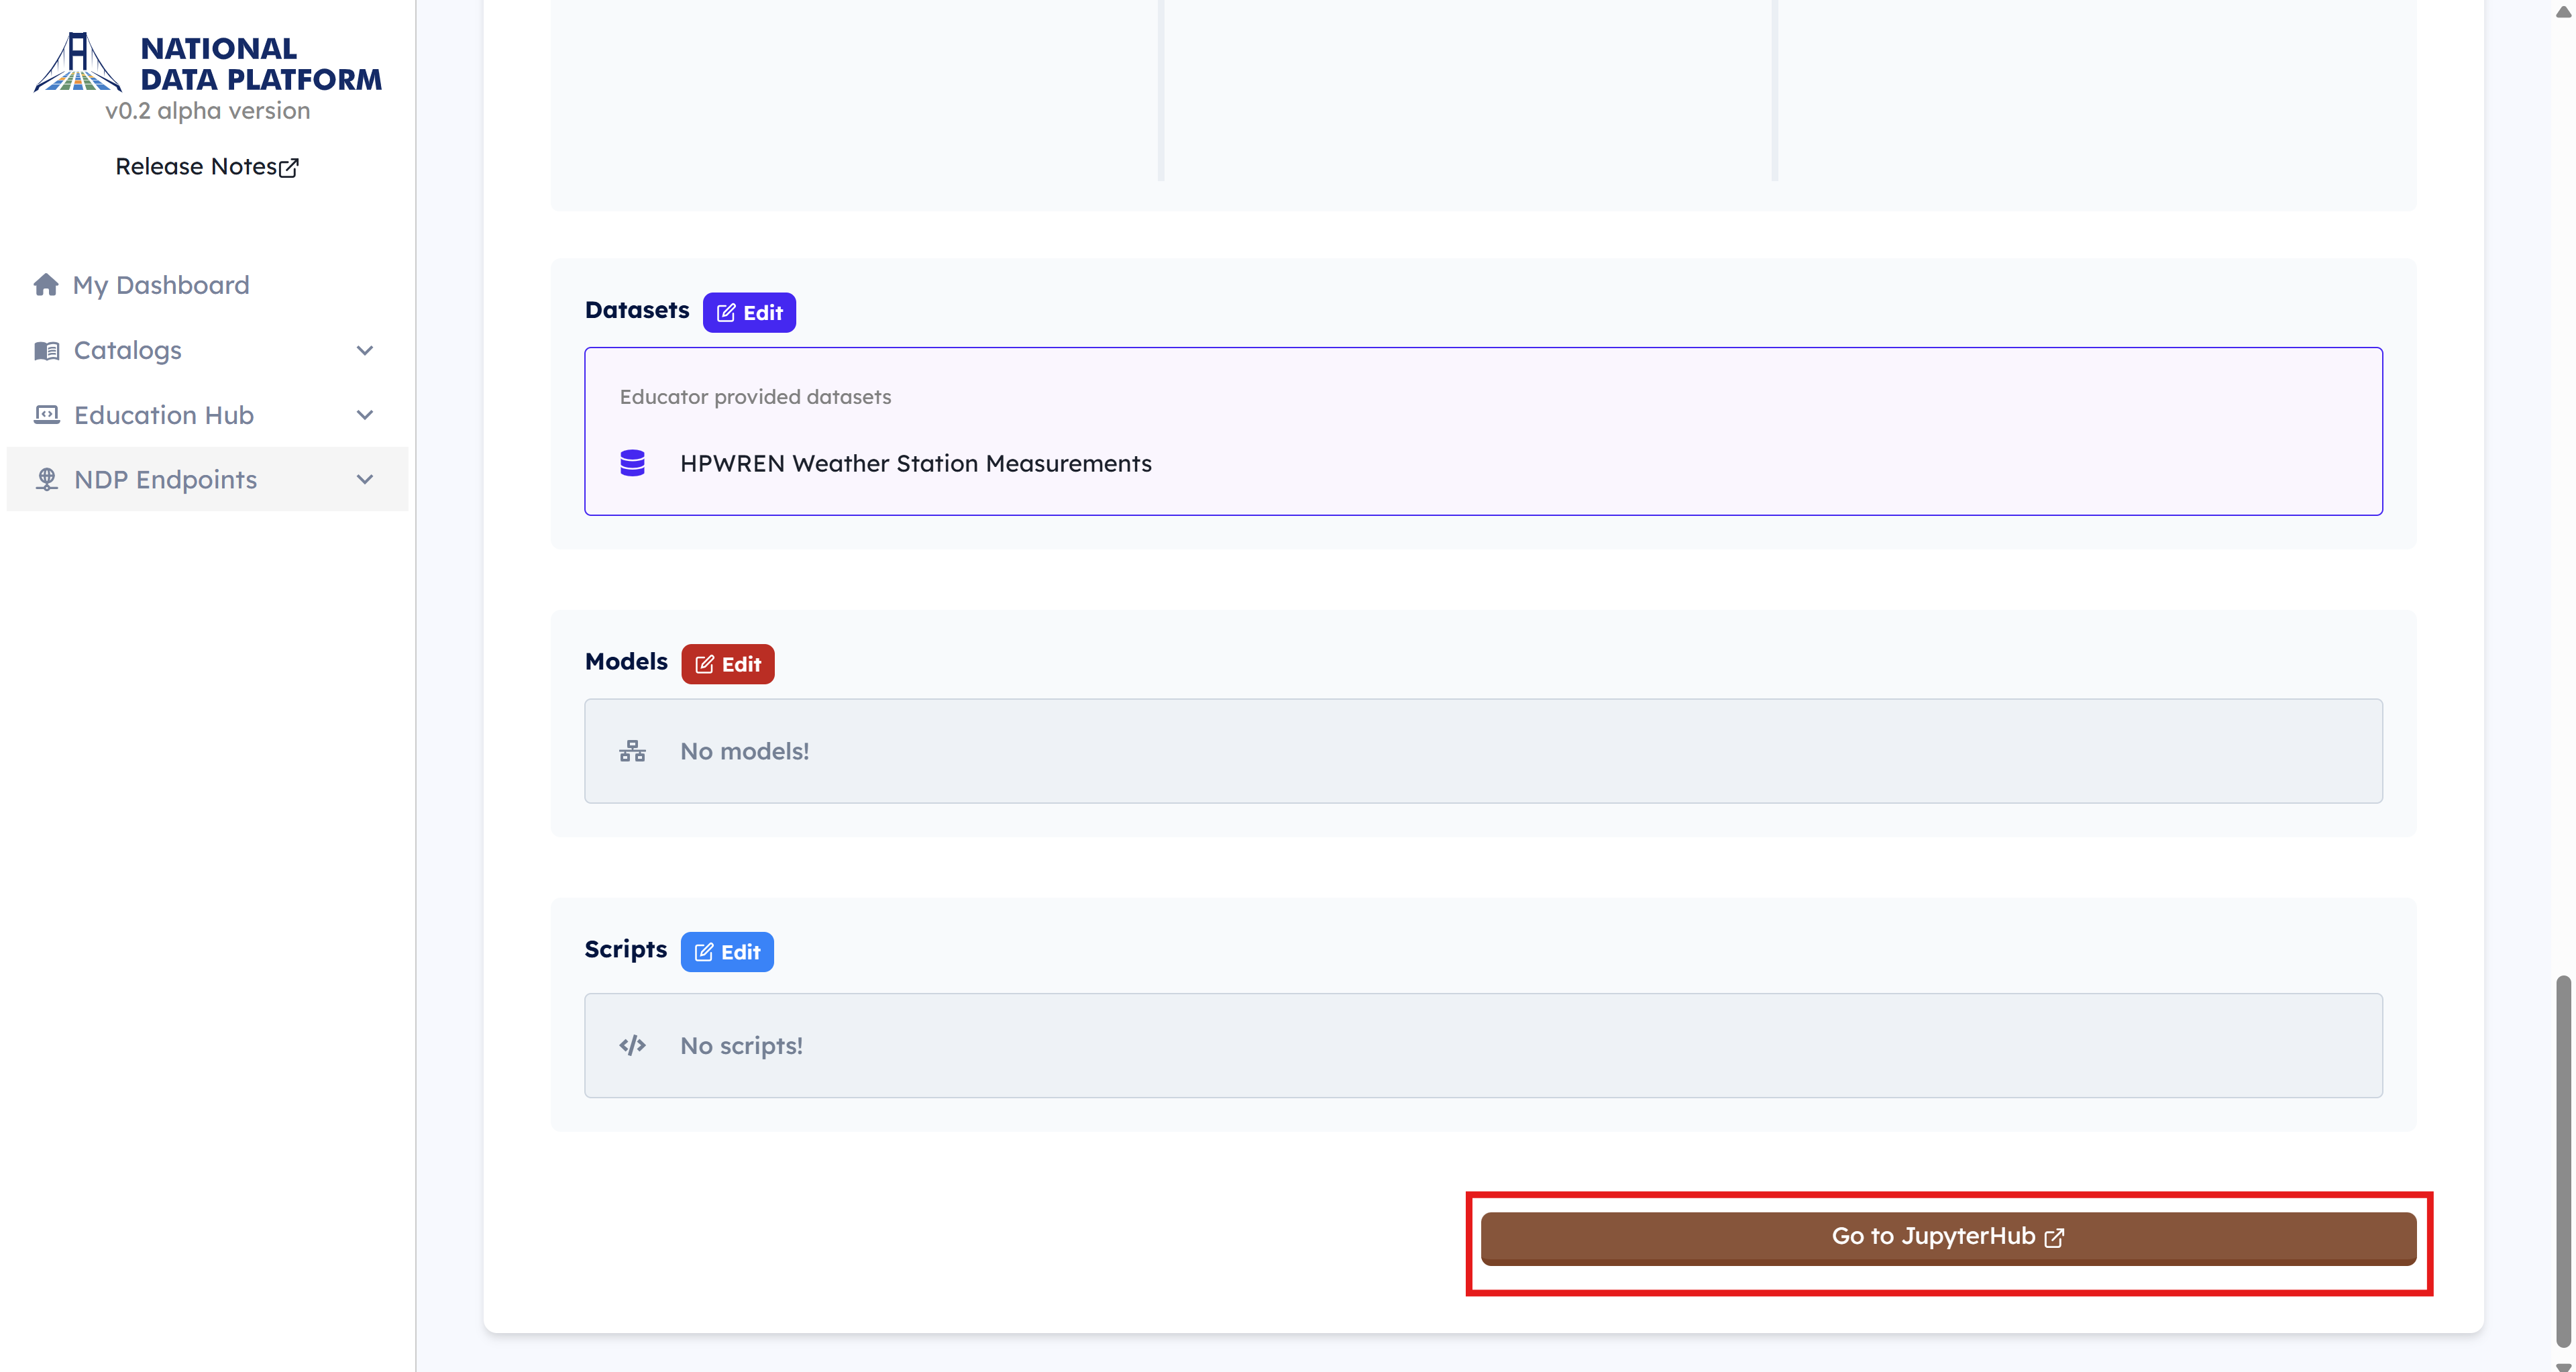 NATIONAL
DATA PLATFORM
v0.2 alpha version
Release Notes
My Dashboard
Catalogs
Education Hub
NDP Endpoints
Datasets
Edit
Educator provided datasets
HPWREN Weather Station Measurements
Models
Edit
No models!
Scripts
Edit
No scripts!
Go to JupyterHub